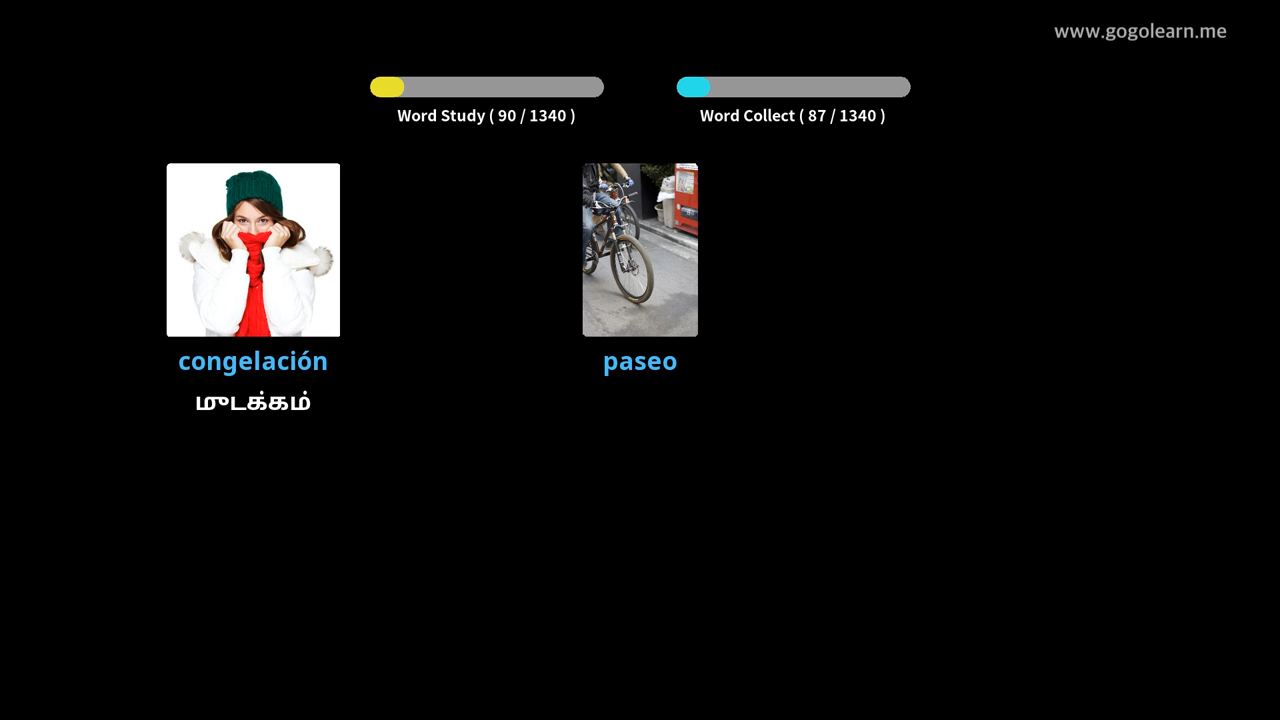 www.gogolearn.me
Word Study ( 90 / 1340 )
Word Collect ( 87 / 1340 )
congelación
paseo
முடக்கம்